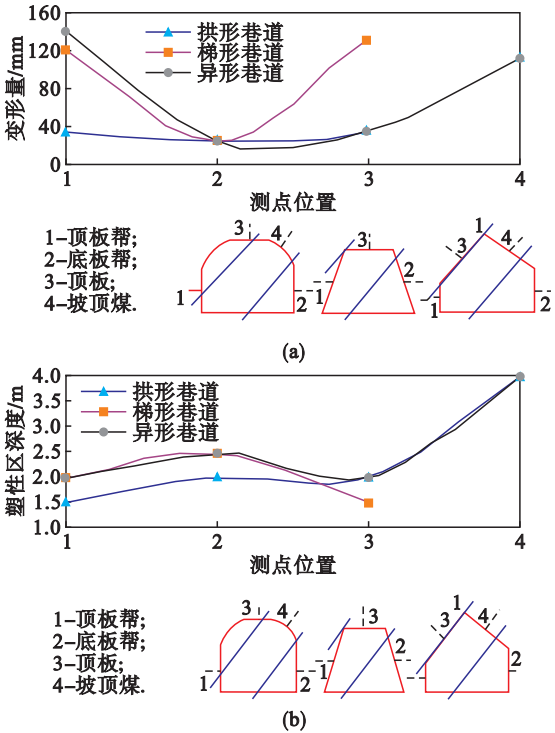 160
120
80
40
0
变形量/mm
拱形巷道
梯形巷道
异形巷道
1 2 3 4
测点位置
1-顶板帮;
2-底板帮;
3-顶板;
4-坡顶煤.
3 4 1 2
3 1 2
1 3 4 1 2
(a)
4.0
3.5
3.0
2.5
2.0
1.5
1.0
塑性区深度/m
拱形巷道
梯形巷道
异形巷道
1 2 3 4
测点位置
1-顶板帮;
2-底板帮;
3-顶板;
4-坡顶煤.
3 4 1 2
3 1 2
1 3 4 2
(b)